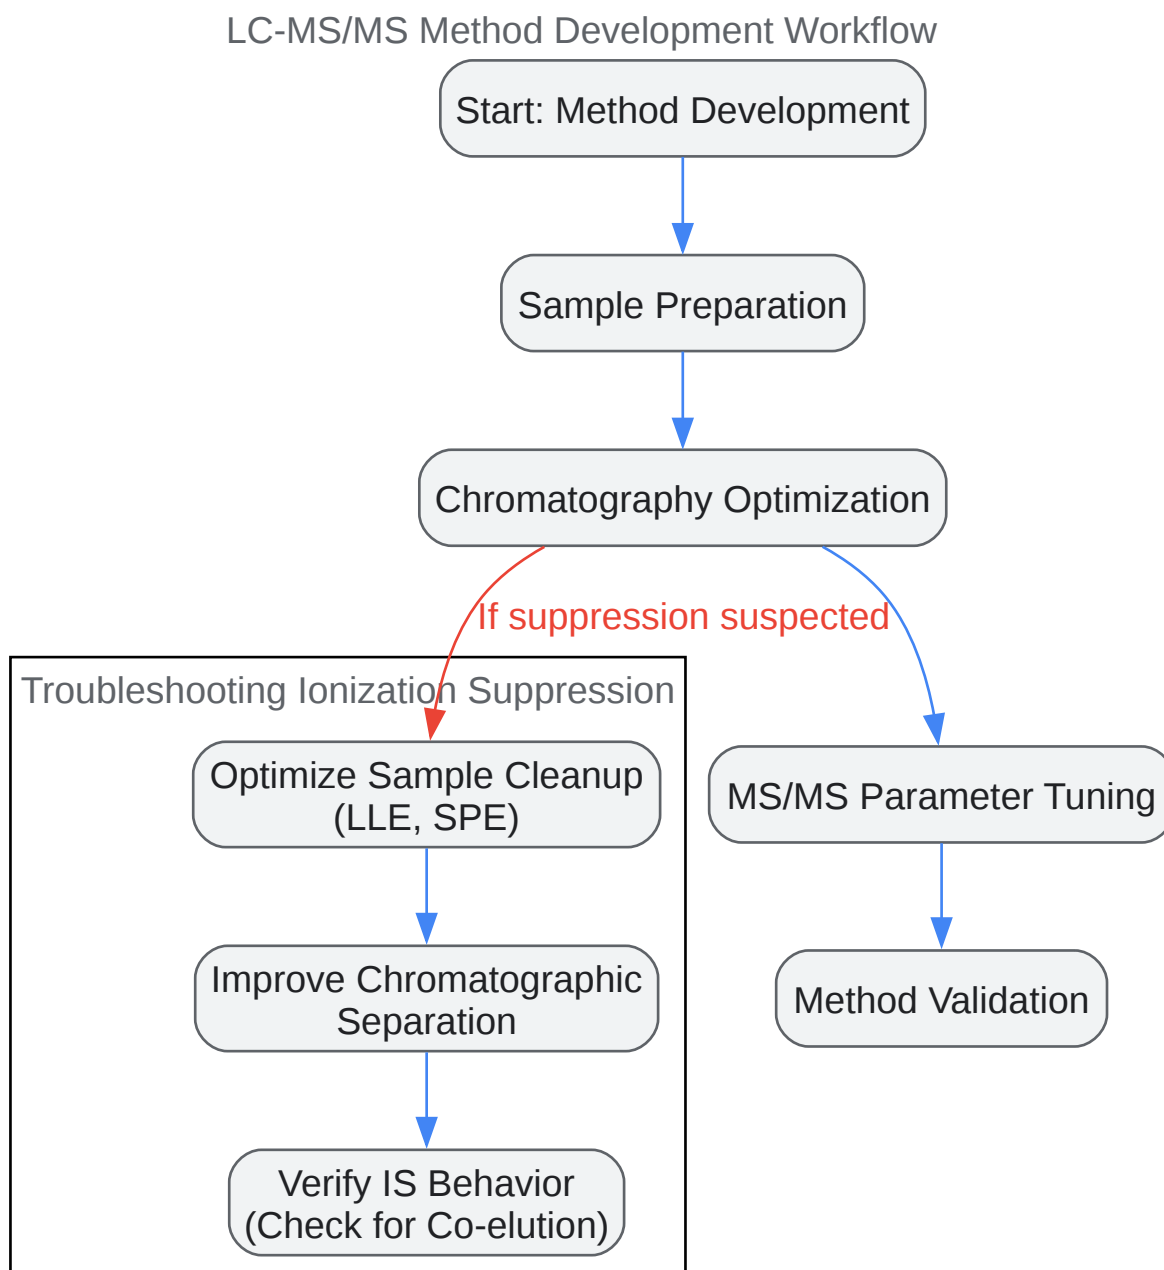 LC-MS/MS Method Development Workflow
Start: Method Development
Sample Preparation
Chromatography Optimization
If suppression suspected
Troubleshooting Ionization Suppression
Optimize Sample Cleanup
(LLE, SPE)
MS/MS Parameter Tuning
Improve Chromatographic
Separation
Method Validation
Verify IS Behavior
(Check for Co-elution)